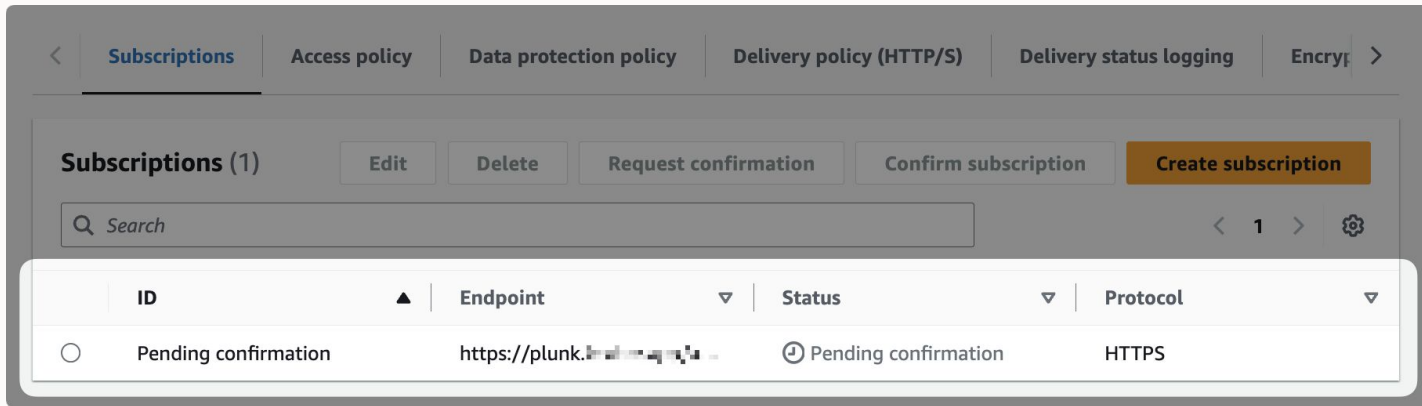 Subscriptions Access policy Data protection policy Delivery policy (HTTP/S) Delivery status logging Encryp
Subscriptions (1) Edit Delete Request confirmation Confirm subscription Create subscription
Search 1
ID Endpoint Status Protocol
Pending confirmation https://plunk. Pending confirmation HTTPS